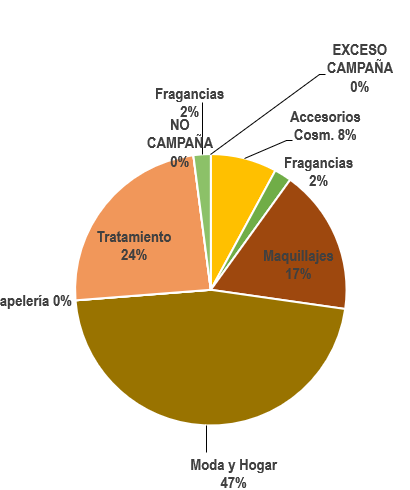 EXCESO
CAMPAÑA
0%
Fragancias
2%
NO
CAMPAÑA
0%
Accesorios
Cosm. 8%
Fragancias
2%
Tratamiento
24%
Maquillajes
17%
apelería 0%
Moda y Hogar
47%